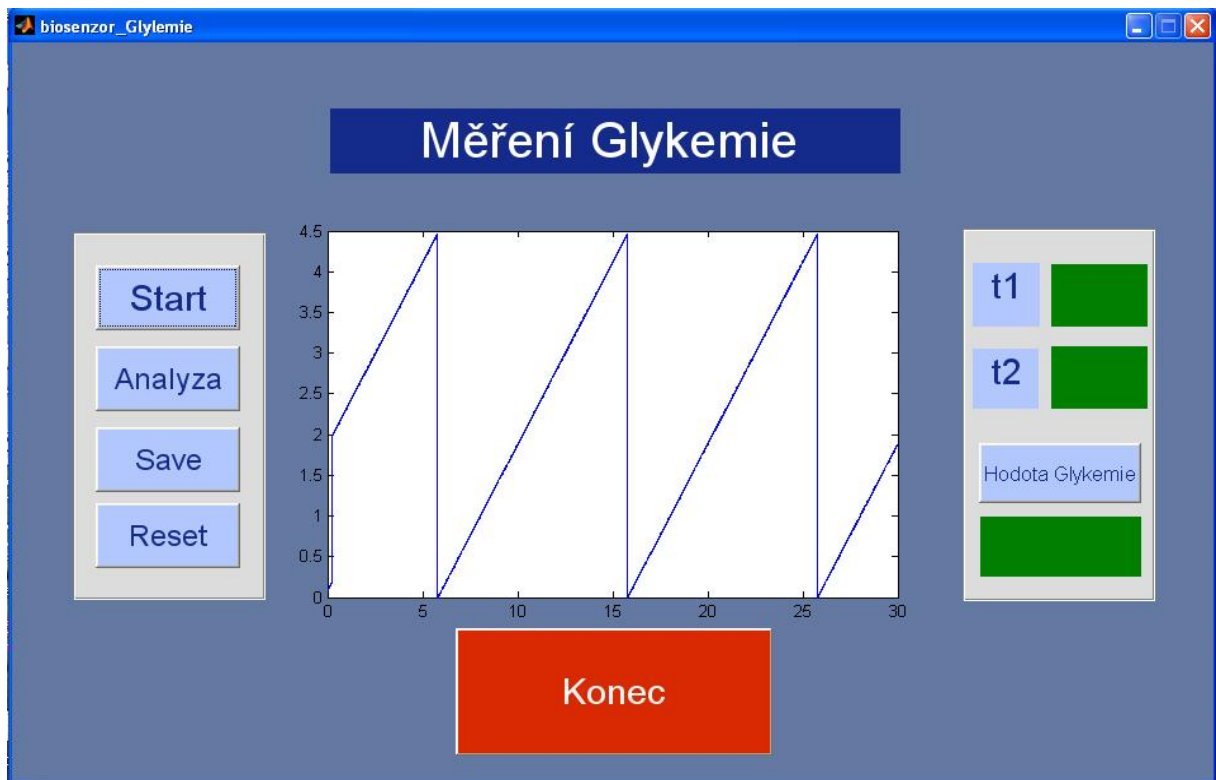 biosenzor_Glylemie
Měření Glykemie
Start
Analyza
Save
Reset
4.5
4
3.5
3
2.5
2
1.5
1
0.5
0
0 5 10 15 20 25 30
t1
t2
Hodota Glykemie
Konec